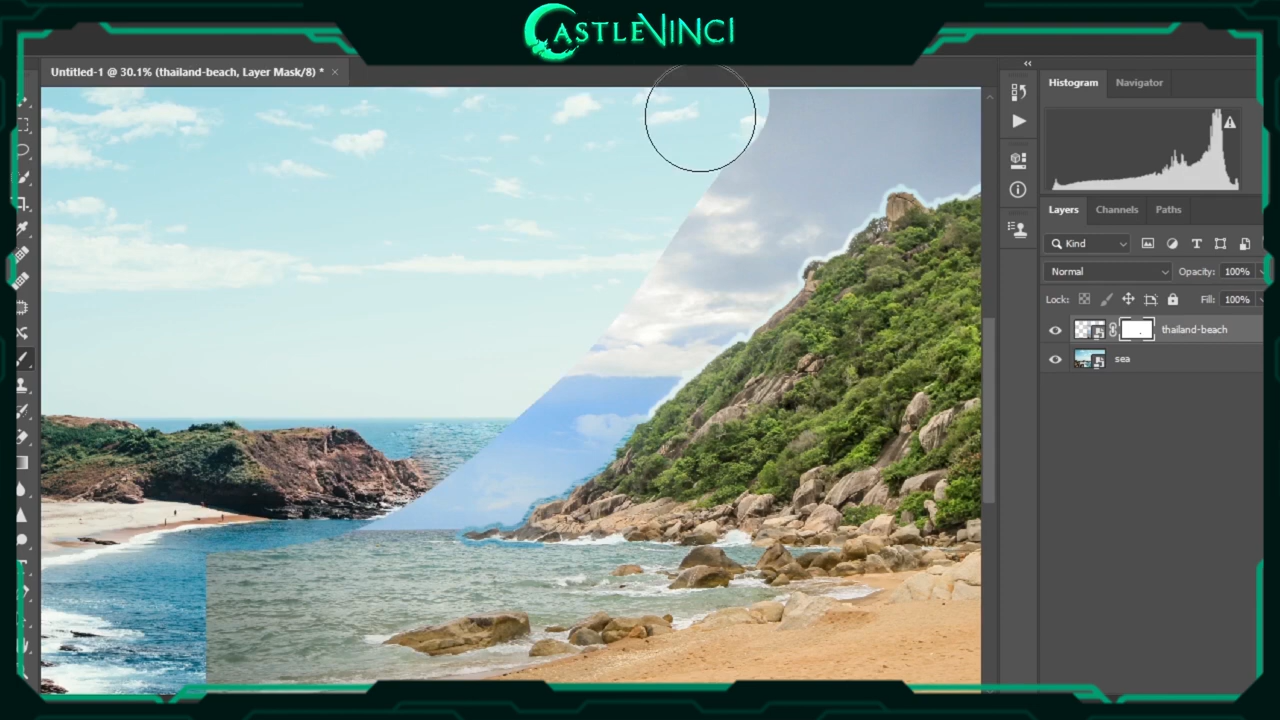 CASTLEVINCI
Untitled-1 @ 30.1% (thailand-beach, Layer Mask/8) *
Histogram Navigator
Layers Channels Paths
Kind
Normal Opacity: 100%
Lock: Fill: 100%
thailand-beach
sea